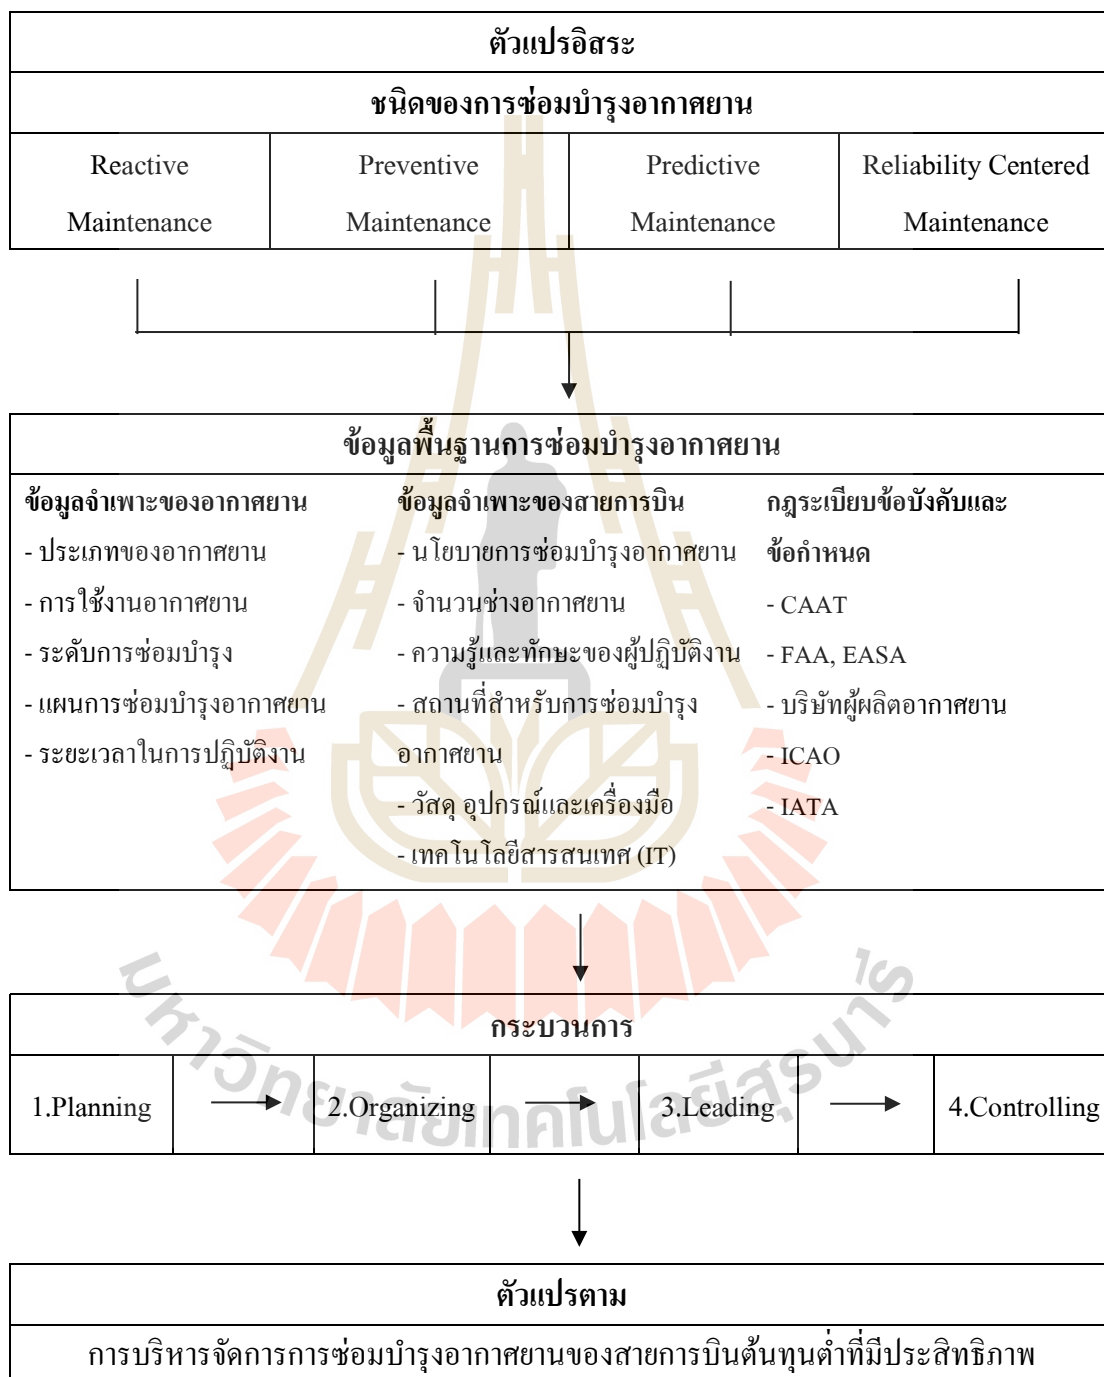 ตัวแปรอิสระ
ชนิดของการซ่อมบำรุงอากาศยาน
Reactive
Maintenance
Preventive
Maintenance
Predictive
Maintenance
Reliability Centered
Maintenance
ข้อมูลพื้นฐานการซ่อมบำรุงอากาศยาน
ข้อมูลจำเพาะของอากาศยาน
- ประเภทของอากาศยาน
- การใช้งานอากาศยาน
- ระดับการซ่อมบำรุง
- แผนการซ่อมบำรุงอากาศยาน
- ระยะเวลาในการปฏิบัติงาน
ข้อมูลจำเพาะของสายการบิน
- นโยบายการซ่อมบำรุงอากาศยาน
- จำนวนช่างอากาศยาน
- ความรู้และทักษะของผู้ปฏิบัติงาน
- สถานที่สำหรับการซ่อมบำรุง
อากาศยาน
- วัสดุ อุปกรณ์และเครื่องมือ
- เทคโนโลยีสารสนเทศ (IT)
กฎระเบียบข้อบังคับและ
ข้อกำหนด
- CAAT
- FAA, EASA
- บริษัทผู้ผลิตอากาศยาน
- ICAO
- IATA
กระบวนการ
1.Planning
2.Organizing
3.Leading
4.Controlling
มหาวิทยาลัยเทคโนโลยีสุรนารี
ตัวแปรตาม
การบริหารจัดการการซ่อมบำรุงอากาศยานของสายการบินต้นทุนต่ำที่มีประสิทธิภาพ